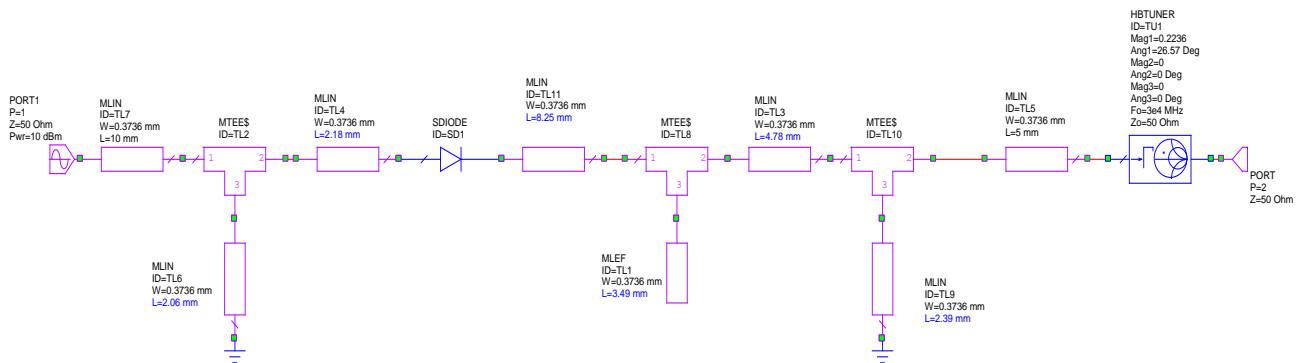 PORT1
P=1
Z=50 Ohm
Pwr=10 dBm
MLIN
ID=TL7
W=0.3736 mm
L=10 mm
MTEE$
ID=TL2
1
2
3
MLIN
ID=TL6
W=0.3736 mm
L=2.06 mm
MLIN
ID=TL4
W=0.3736 mm
L=2.18 mm
SDIODE
ID=SD1
MLIN
ID=TL11
W=0.3736 mm
L=8.25 mm
MTEE$
ID=TL8
1
2
3
MLEF
ID=TL1
W=0.3736 mm
L=3.49 mm
MLIN
ID=TL3
W=0.3736 mm
L=4.78 mm
MTEE$
ID=TL10
1
2
3
MLIN
ID=TL9
W=0.3736 mm
L=2.39 mm
MLIN
ID=TL5
W=0.3736 mm
L=5 mm
HBTUNER
ID=TU1
Mag1=0.2236
Ang1=26.57 Deg
Mag2=0
Ang2=0 Deg
Mag3=0
Ang3=0 Deg
Fo=3e4 MHz
Zo=50 Ohm
PORT
P=2
Z=50 Ohm